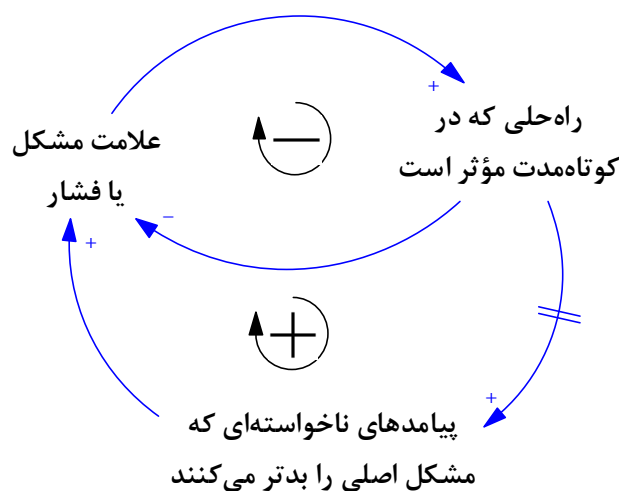 علامت مشکل
یا فشار
راه‌حلی که در
کوتاه‌مدت مؤثر است
پیامدهای ناخواسته‌ای که
مشکل اصلی را بدتر می‌کنند
+
−
+
+
−
+